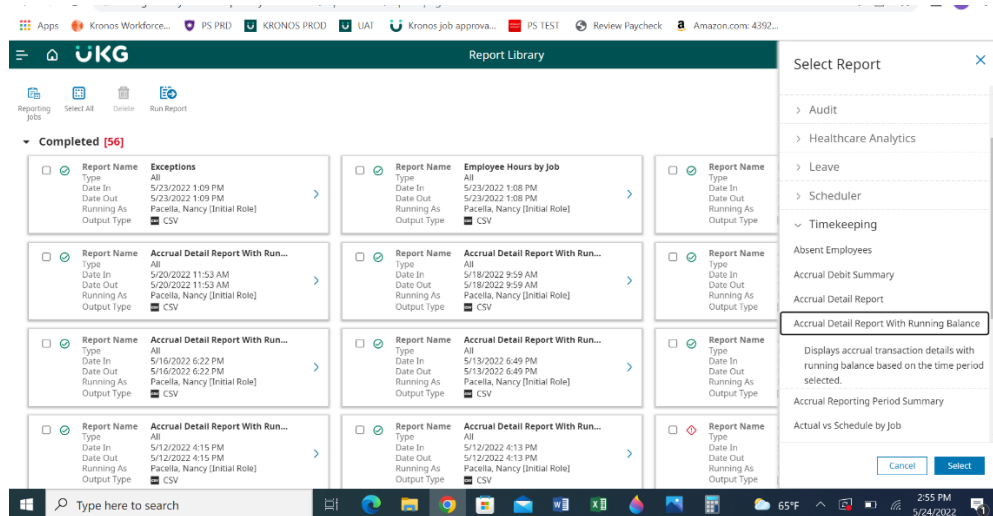 Apps Kronos Workforce... PS PRD KRONOS PROD UAT Kronos job approva... PS TEST Review Paycheck Amazon.com: 4392...
UKG
Report Library
Reporting Jobs
Select All
Delete
Run Report
Completed [56]
Report Name Exceptions
Type All
Date In 5/23/2022 1:09 PM
Date Out 5/23/2022 1:09 PM
Running As Pacella, Nancy [Initial Role]
Output Type CSV
Report Name Employee Hours by Job
Type All
Date In 5/23/2022 1:08 PM
Date Out 5/23/2022 1:08 PM
Running As Pacella, Nancy [Initial Role]
Output Type CSV
Report Name
Type
Date In
Date Out
Running As
Output Type
Report Name Accrual Detail Report With Run...
Type All
Date In 5/20/2022 11:53 AM
Date Out 5/20/2022 11:53 AM
Running As Pacella, Nancy [Initial Role]
Output Type CSV
Report Name Accrual Detail Report With Run...
Type All
Date In 5/18/2022 9:59 AM
Date Out 5/18/2022 9:59 AM
Running As Pacella, Nancy [Initial Role]
Output Type CSV
Report Name
Type
Date In
Date Out
Running As
Output Type
Report Name Accrual Detail Report With Run...
Type All
Date In 5/16/2022 6:22 PM
Date Out 5/16/2022 6:22 PM
Running As Pacella, Nancy [Initial Role]
Output Type CSV
Report Name Accrual Detail Report With Run...
Type All
Date In 5/13/2022 6:49 PM
Date Out 5/13/2022 6:49 PM
Running As Pacella, Nancy [Initial Role]
Output Type CSV
Report Name
Type
Date In
Date Out
Running As
Output Type
Report Name Accrual Detail Report With Run...
Type All
Date In 5/12/2022 4:15 PM
Date Out 5/12/2022 4:15 PM
Running As Pacella, Nancy [Initial Role]
Output Type CSV
Report Name Accrual Detail Report With Run...
Type All
Date In 5/12/2022 4:13 PM
Date Out 5/12/2022 4:13 PM
Running As Pacella, Nancy [Initial Role]
Output Type CSV
Report Name
Type
Date In
Date Out
Running As
Output Type
Select Report
Audit
Healthcare Analytics
Leave
Scheduler
Timekeeping
Absent Employees
Accrual Debit Summary
Accrual Detail Report
Accrual Detail Report With Running Balance
Displays accrual transaction details with
running balance based on the time period
selected.
Accrual Reporting Period Summary
Actual vs Schedule by Job
Cancel Select
Type here to search
65°F
2:55 PM
5/24/2022